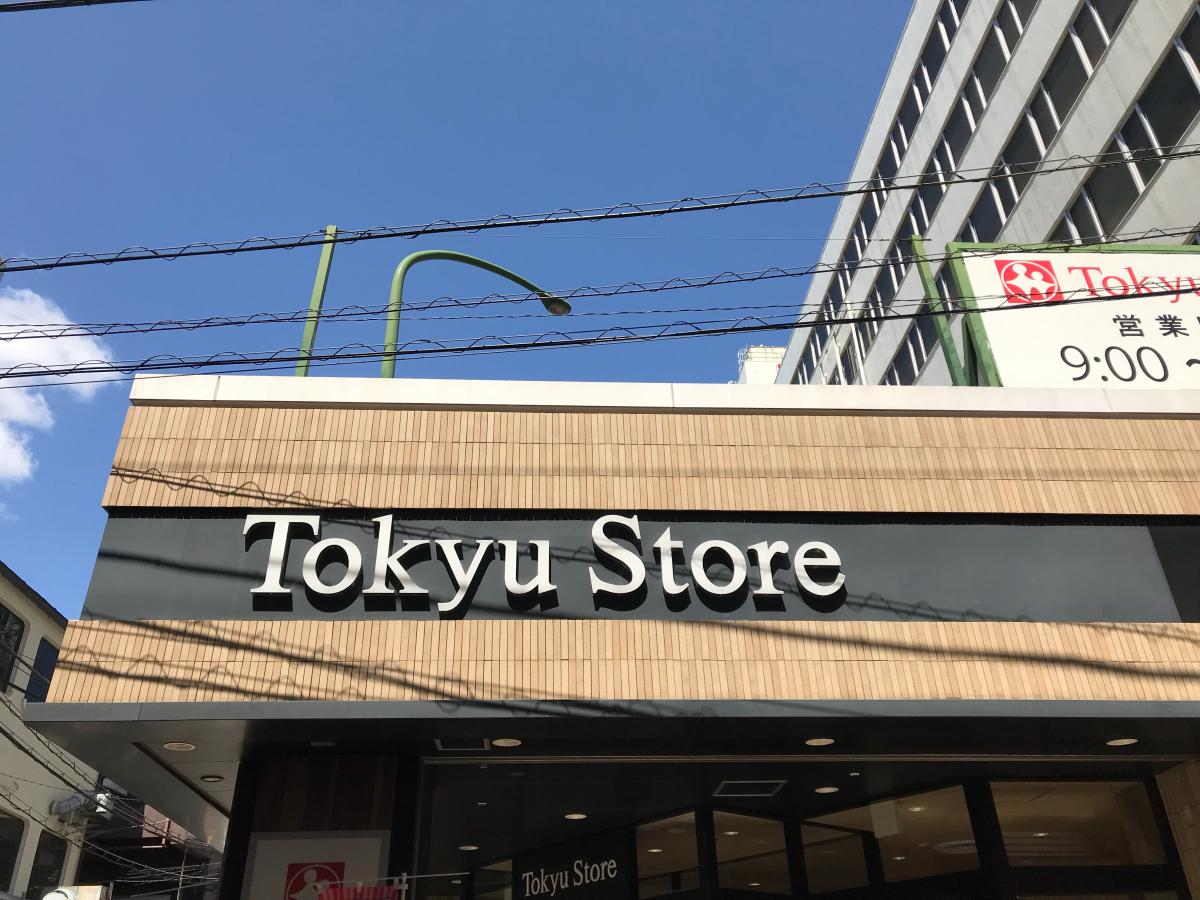 Tokyu
営業
9:00 ~
Tokyu Store
Tokyu Store